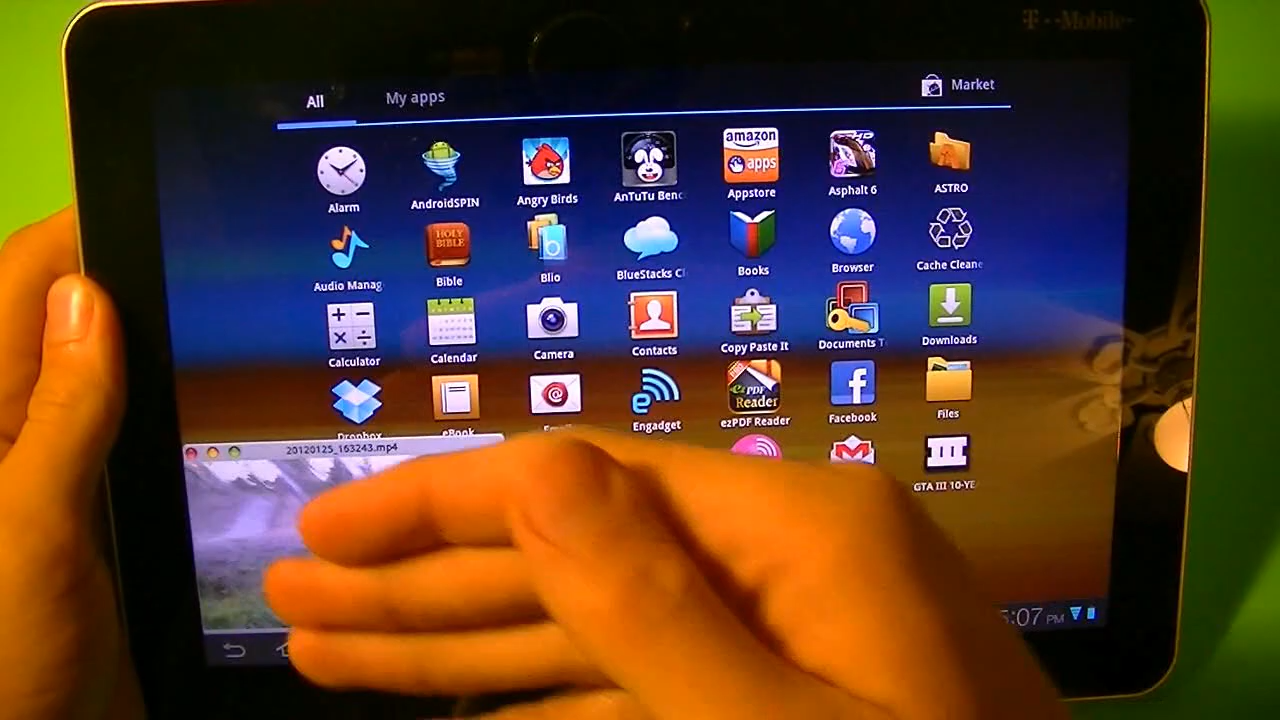 T-Mobile
All My apps Market
amazon
apps
Alarm AndroidSPIN Angry Birds AnTuTu Benc Appstore Asphalt 6 ASTRO
HOLY
BIBLE
b
Audio Manag Bible Blio BlueStacks Cl Books Browser Cache Cleane
Calculator Calendar Camera Contacts Copy Paste It Documents T Downloads
PRO
ezPDF
Reader
Dropbox eBook Email Engadget ezPDF Reader Facebook Files
20120125_163243.mp4
GTA III 10-YE
5:07 PM